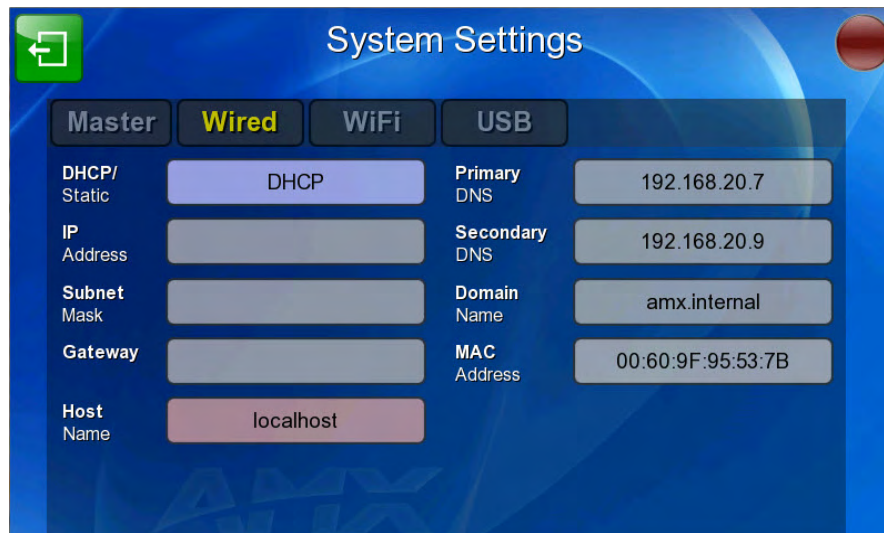 System Settings
Master Wired WiFi USB
DHCP/
Static
DHCP
IP
Address
Subnet
Mask
Gateway
Host
Name
localhost
Primary
DNS
192.168.20.7
Secondary
DNS
192.168.20.9
Domain
Name
amx.internal
MAC
Address
00:60:9F:95:53:7B
AMX